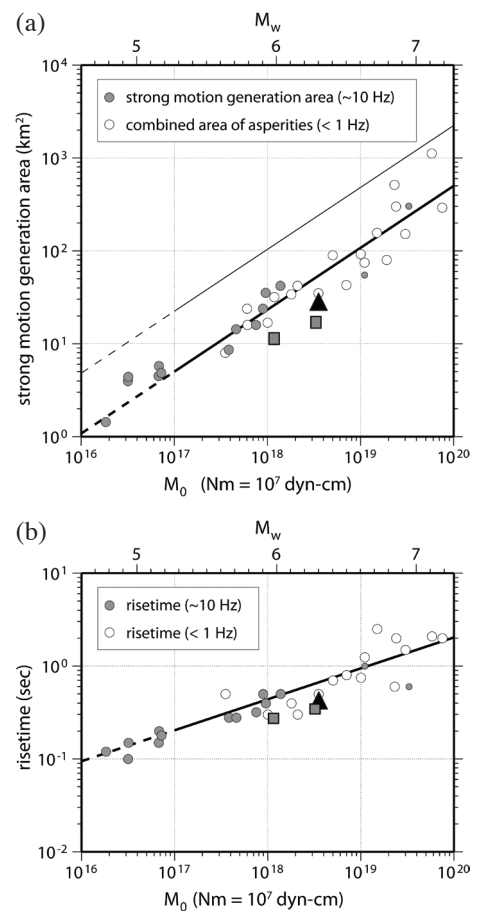 (a)
Mw
5 6 7
10^4
strong motion generation area (~10 Hz)
combined area of asperities (< 1 Hz)
10^3
10^2
10^1
10^0
strong motion generation area (km²)
10^16 10^17 10^18 10^19 10^20
M0 (Nm = 10^7 dyn-cm)
(b)
Mw
5 6 7
10^1
risetime (~10 Hz)
risetime (< 1 Hz)
10^0
10^-1
10^-2
risetime (sec)
10^16 10^17 10^18 10^19 10^20
M0 (Nm = 10^7 dyn-cm)